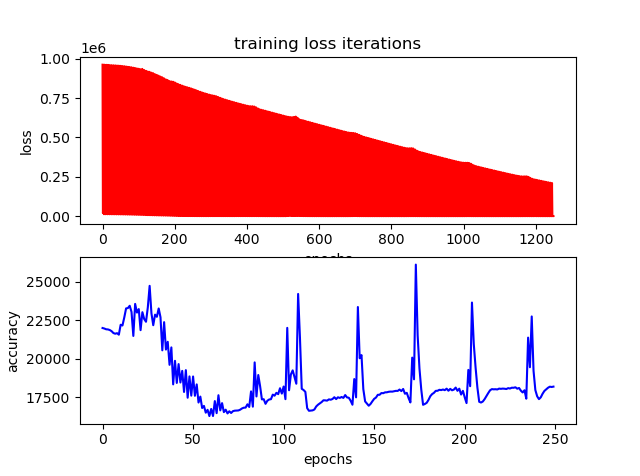 training loss iterations
1e6
1.00
0.75
0.50
0.25
0.00
loss
0 200 400 600 800 1000 1200
epochs
25000
22500
20000
17500
accuracy
0 50 100 150 200 250
epochs